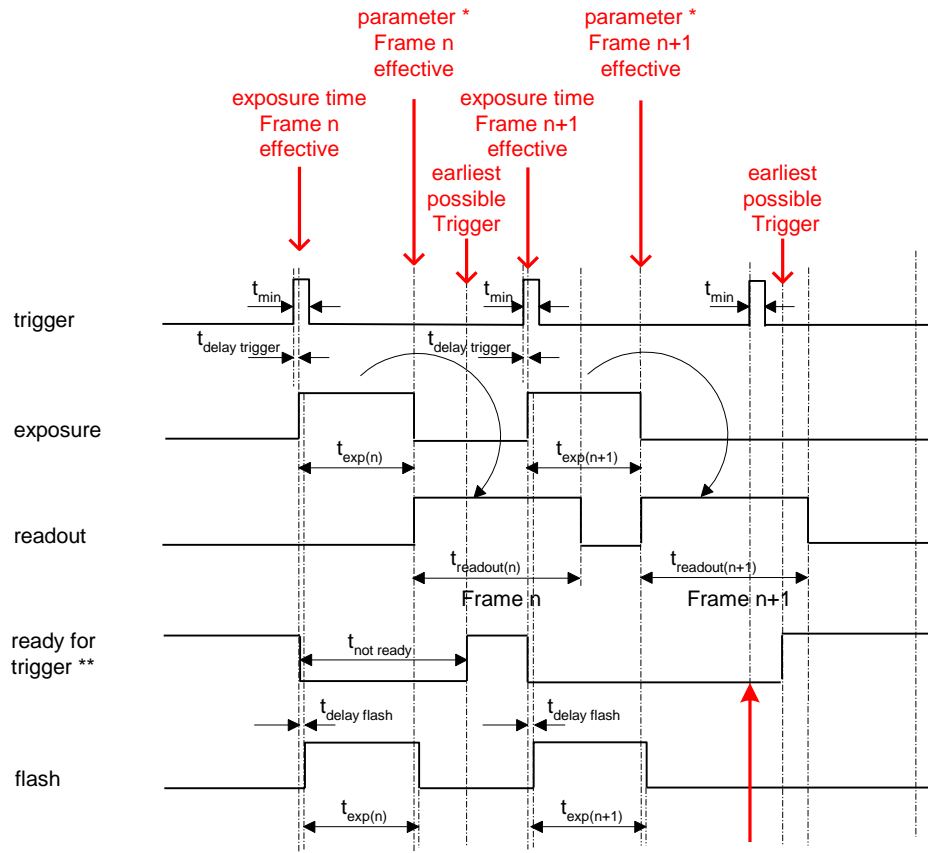 parameter *
Frame n
effective
parameter *
Frame n+1
effective
exposure time
Frame n
effective
exposure time
Frame n+1
effective
earliest
possible
Trigger
earliest
possible
Trigger
trigger
tmin
tmin
tmin
tdelay trigger
tdelay trigger
exposure
texp(n)
texp(n+1)
readout
treadout(n)
treadout(n+1)
Frame n
Frame n+1
ready for
trigger **
tnot ready
tdelay flash
tdelay flash
flash
texp(n)
texp(n+1)